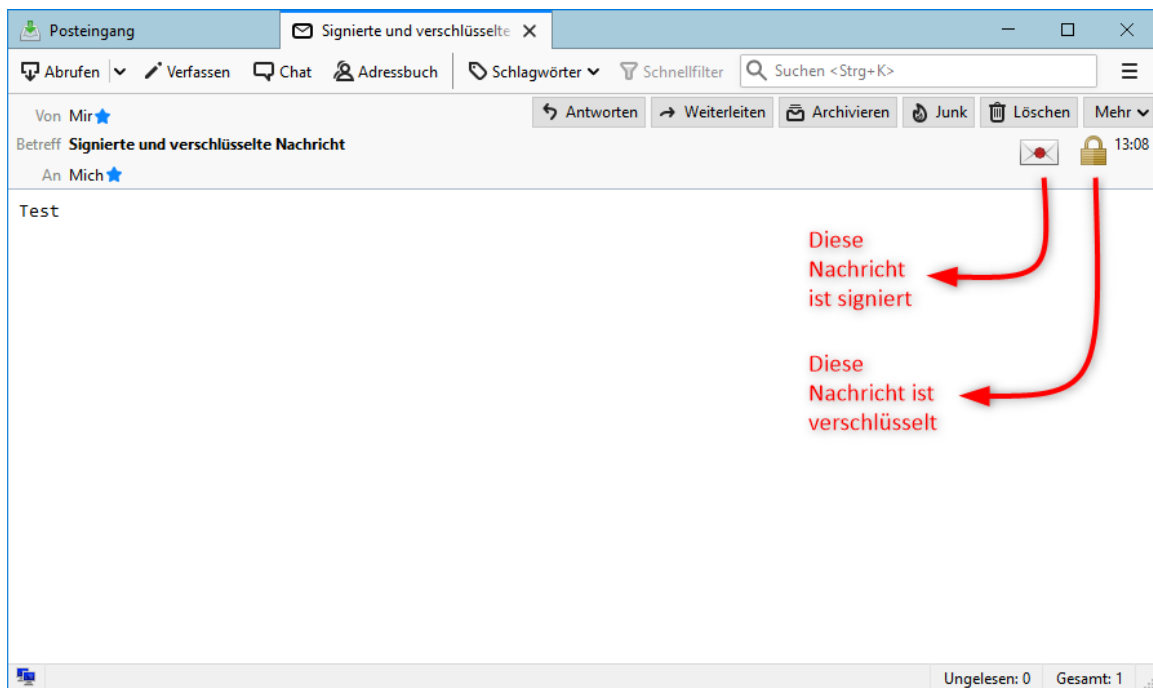 Posteingang
Signierte und verschlüsselte
Abrufen Verfassen Chat Adressbuch Schlagwörter Schnellfilter Suchen <Strg+K>
Von Mir
Antworten Weiterleiten Archivieren Junk Löschen Mehr
Betreff Signierte und verschlüsselte Nachricht
13:08
An Mich
Test
Diese
Nachricht
ist signiert
Diese
Nachricht ist
verschlüsselt
Ungelesen: 0 Gesamt: 1